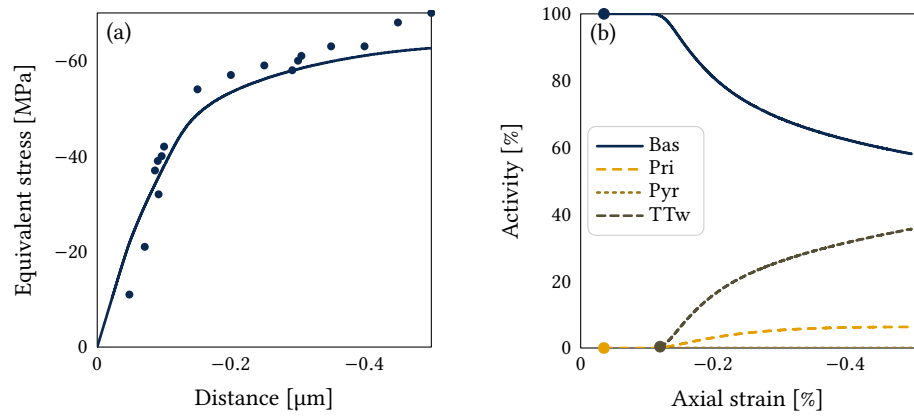 (a)
−60
−40
−20
0
0
−0.2
−0.4
Equivalent stress [MPa]
Distance [μm]
(b)
100
80
60
40
20
0
0
−0.2
−0.4
Activity [%]
Axial strain [%]
Bas
Pri
Pyr
TTw